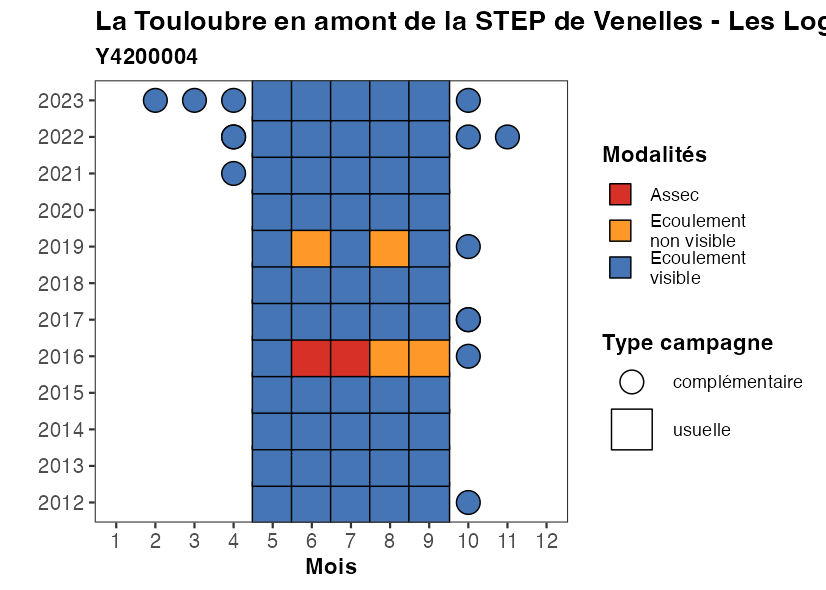 La Touloubre en amont de la STEP de Venelles - Les Log
Y4200004
2023
2022
2021
2020
2019
2018
2017
2016
2015
2014
2013
2012
1 2 3 4 5 6 7 8 9 10 11 12
Mois
Modalités
Assec
Ecoulement
non visible
Ecoulement
visible
Type campagne
complémentaire
usuelle